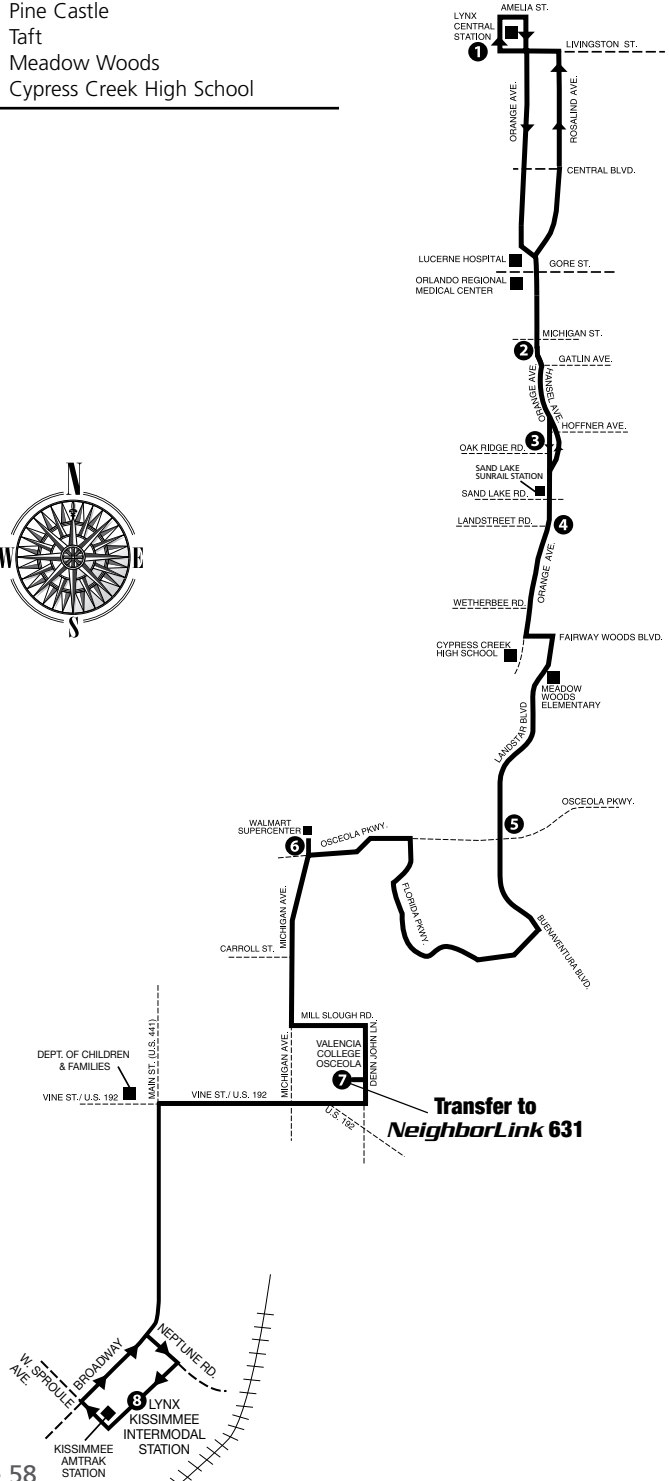 Pine Castle
Taft
Meadow Woods
Cypress Creek High School
AMELIA ST.
LYNX
CENTRAL
STATION
1
LIVINGSTON ST.
ORANGE AVE.
ROSALIND AVE.
CENTRAL BLVD.
LUCERNE HOSPITAL
GORE ST.
ORLANDO REGIONAL
MEDICAL CENTER
MICHIGAN ST.
2
GATLIN AVE.
ORANGE AVE.
HANSEL AVE.
HOFFNER AVE.
3
OAK RIDGE RD.
SAND LAKE
SUNRAIL STATION
SAND LAKE RD.
LANDSTREET RD.
4
ORANGE AVE.
WETHERBEE RD.
FAIRWAY WOODS BLVD.
CYPRESS CREEK
HIGH SCHOOL
MEADOW
WOODS
ELEMENTARY
LANDSTAR BLVD
N
W
E
S
OSCEOLA PKWY.
5
WALMART
SUPERCENTER
6
OSCEOLA PKWY.
MICHIGAN AVE.
FLORIDA PKWY.
BUENAVENTURA BLVD.
CARROLL ST.
MILL SLOUGH RD.
MAIN ST. (U.S. 441)
MICHIGAN AVE.
VALENCIA
COLLEGE
OSCEOLA
DENN JOHN LN.
7
DEPT. OF CHILDREN
& FAMILIES
VINE ST./ U.S. 192
VINE ST./ U.S. 192
U.S. 192
Transfer to
NeighborLink 631
BROADWAY
NEPTUNE RD.
W. SPROULE
AVE.
8
LYNX
KISSIMMEE
INTERMODAL
STATION
KISSIMMEE
AMTRAK
STATION
58